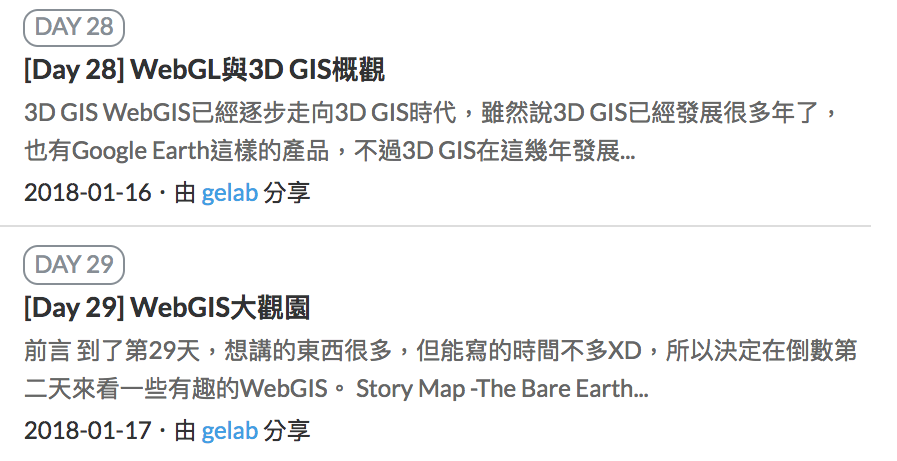 DAY 28
[Day 28] WebGL與3D GIS概觀
3D GIS WebGIS已經逐步走向3D GIS時代，雖然說3D GIS已經發展很多年了，
也有Google Earth這樣的產品，不過3D GIS在這幾年發展...
2018-01-16．由 gelab 分享
DAY 29
[Day 29] WebGIS大觀園
前言 到了第29天，想講的東西很多，但能寫的時間不多XD，所以決定在倒數第
二天來看一些有趣的WebGIS。 Story Map -The Bare Earth...
2018-01-17．由 gelab 分享